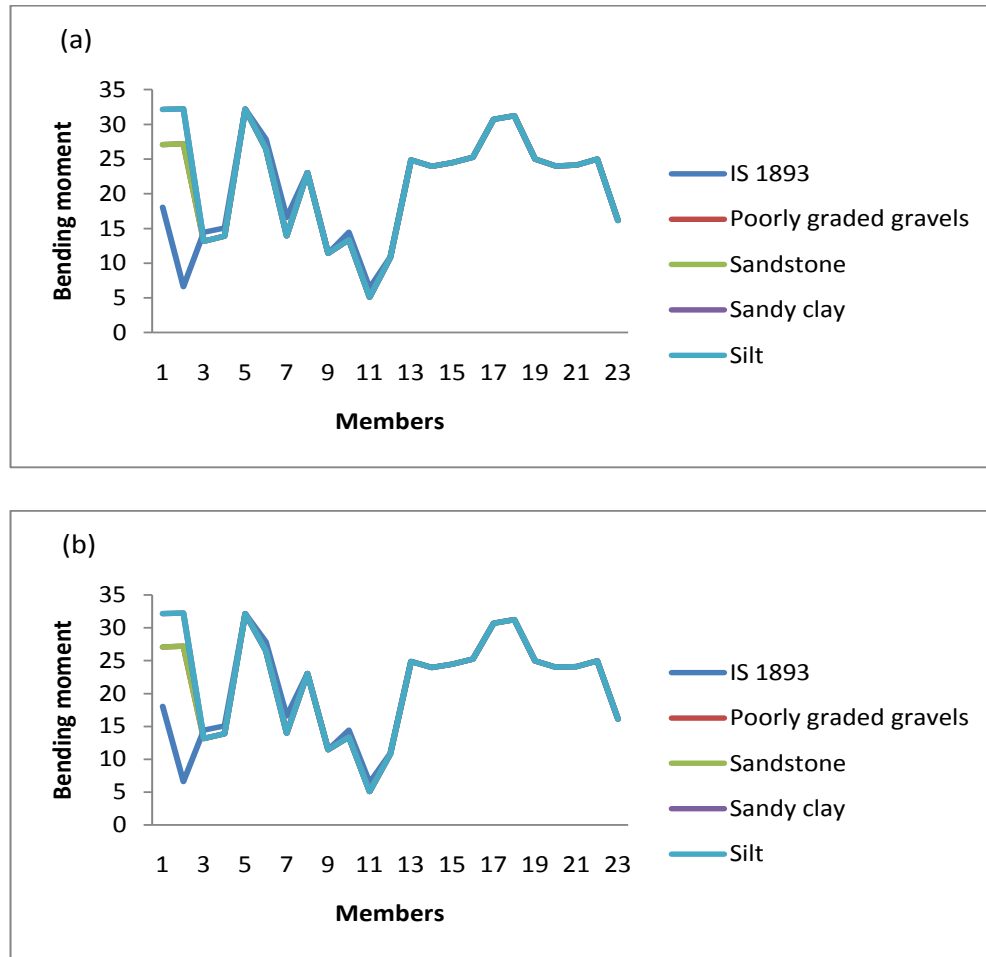 (a)
Bending moment
35
30
25
20
15
10
5
0
1 3 5 7 9 11 13 15 17 19 21 23
Members
IS 1893
Poorly graded gravels
Sandstone
Sandy clay
Silt
(b)
Bending moment
35
30
25
20
15
10
5
0
1 3 5 7 9 11 13 15 17 19 21 23
Members
IS 1893
Poorly graded gravels
Sandstone
Sandy clay
Silt